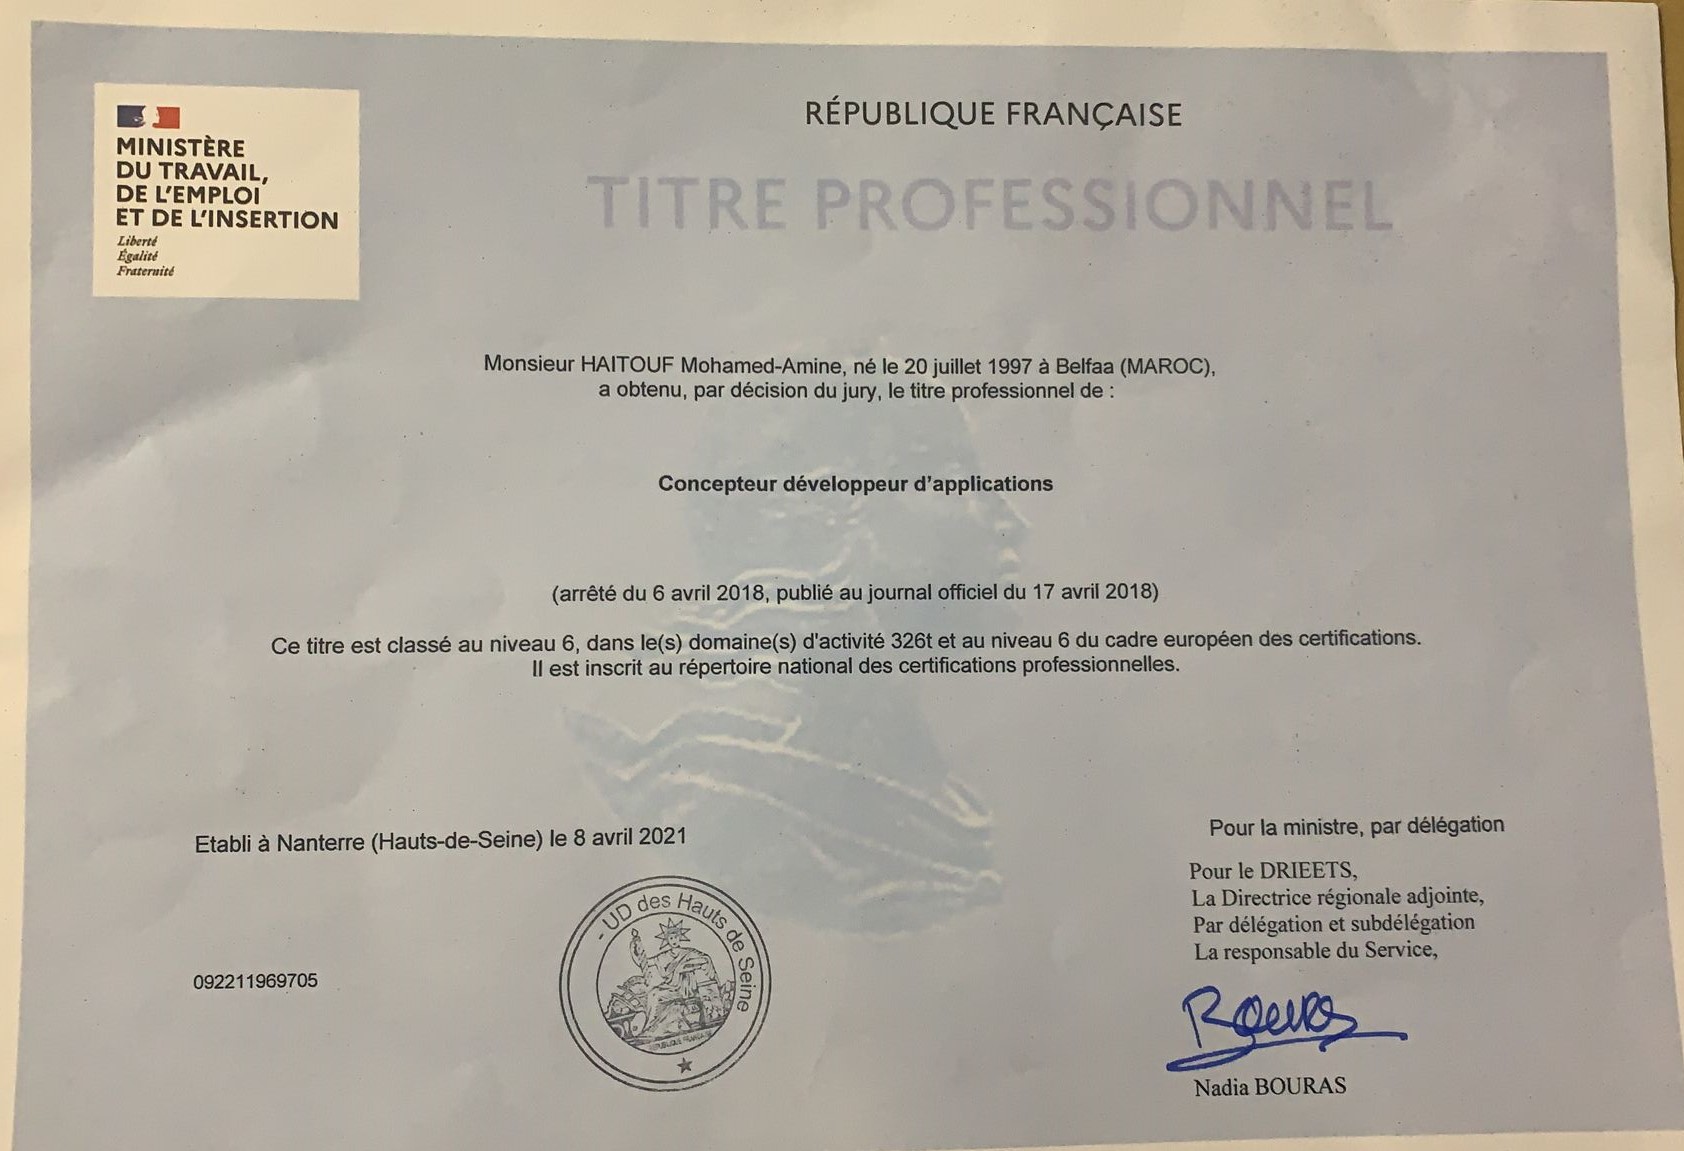 MINISTÈRE
DU TRAVAIL,
DE L'EMPLOI
ET DE L'INSERTION
Liberté
Égalité
Fraternité
RÉPUBLIQUE FRANÇAISE
TITRE PROFESSIONNEL
Monsieur HAITOUF Mohamed-Amine, né le 20 juillet 1997 à Belfaa (MAROC),
a obtenu, par décision du jury, le titre professionnel de :
Concepteur développeur d'applications
(arrêté du 6 avril 2018, publié au journal officiel du 17 avril 2018)
Ce titre est classé au niveau 6, dans le(s) domaine(s) d'activité 326t et au niveau 6 du cadre européen des certifications.
Il est inscrit au répertoire national des certifications professionnelles.
Etabli à Nanterre (Hauts-de-Seine) le 8 avril 2021
- UD des Hauts de Seine
REPUBLIQUE FRANÇAISE
092211969705
Pour la ministre, par délégation
Pour le DRIEETS,
La Directrice régionale adjointe,
Par délégation et subdélégation
La responsable du Service,
Bouras
Nadia BOURAS